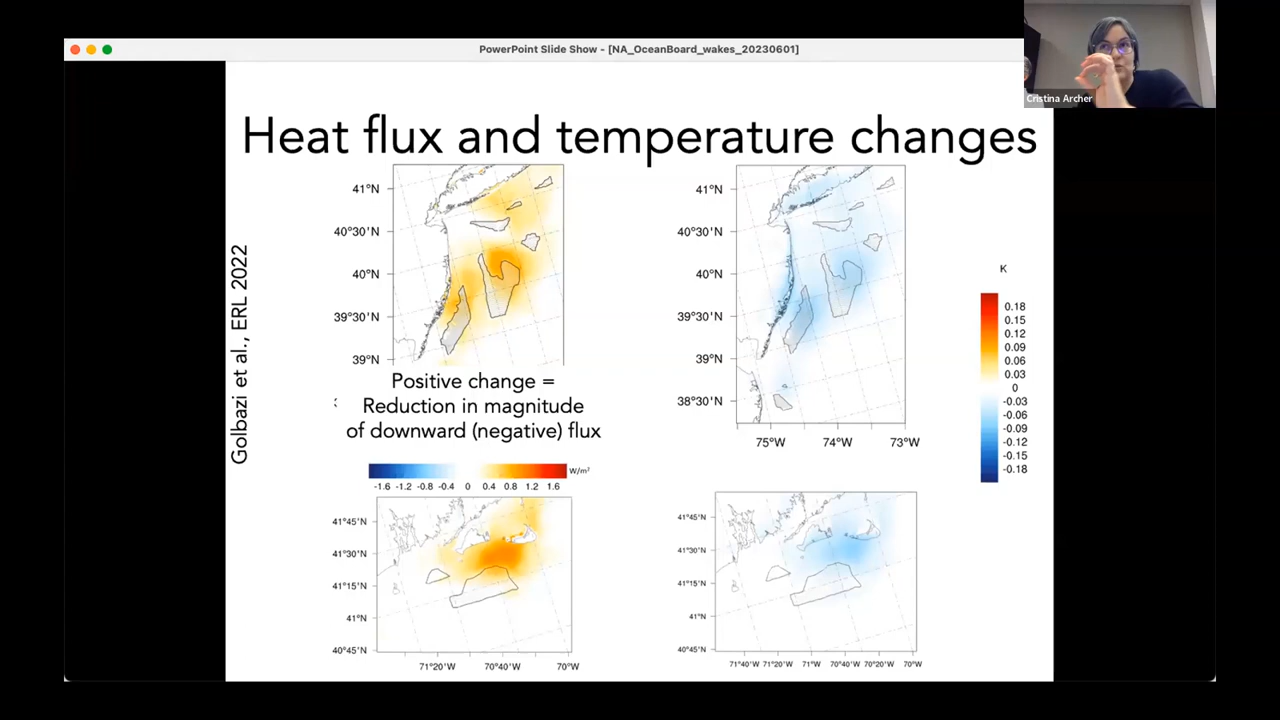 PowerPoint Slide Show - [NA_OceanBoard_wakes_20230601]
Cristina Archer
Heat flux and temperature changes
Golbazi et al., ERL 2022
41°N
40°30'N
40°N
39°30'N
39°N
Positive change =
Reduction in magnitude
of downward (negative) flux
41°N
40°30'N
40°N
39°30'N
39°N
38°30'N
75°W 74°W 73°W
K
0.18
0.15
0.12
0.09
0.06
0.03
0
-0.03
-0.06
-0.09
-0.12
-0.15
-0.18
W/m²
-1.6 -1.2 -0.8 -0.4 0 0.4 0.8 1.2 1.6
41°45'N
41°30'N
41°15'N
41°N
40°45'N
71°20'W 70°40'W 70°W
41°45'N
41°30'N
41°15'N
41°N
40°45'N
71°40'W 71°20'W 71°W 70°40'W 70°20'W 70°W